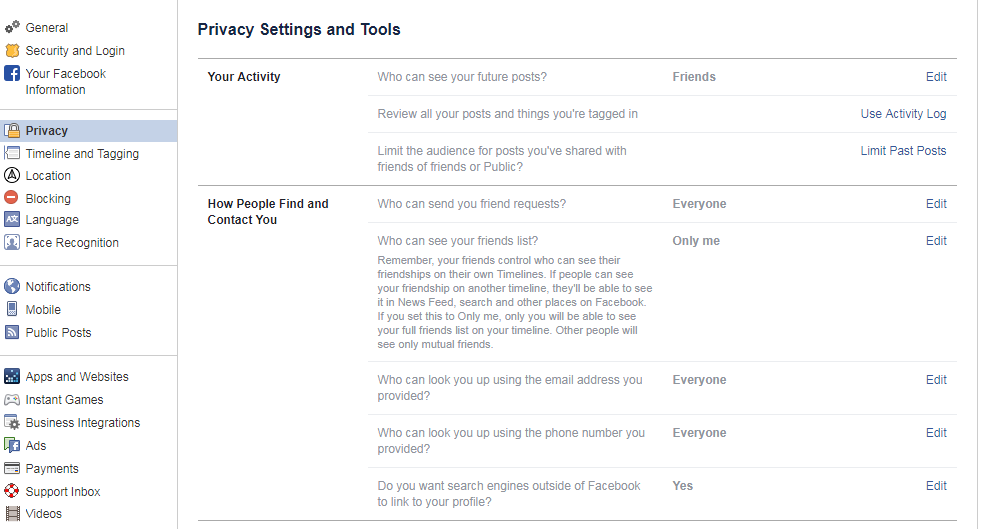 General
Security and Login
Your Facebook
Information
Privacy
Timeline and Tagging
Location
Blocking
Language
Face Recognition
Notifications
Mobile
Public Posts
Apps and Websites
Instant Games
Business Integrations
Ads
Payments
Support Inbox
Videos
Privacy Settings and Tools
Your Activity
Who can see your future posts? Friends Edit
Review all your posts and things you're tagged in Use Activity Log
Limit the audience for posts you've shared with Limit Past Posts
friends of friends or Public?
How People Find and
Contact You
Who can send you friend requests? Everyone Edit
Who can see your friends list? Only me Edit
Remember, your friends control who can see their
friendships on their own Timelines. If people can see
your friendship on another timeline, they'll be able to see
it in News Feed, search and other places on Facebook.
If you set this to Only me, only you will be able to see
your full friends list on your timeline. Other people will
see only mutual friends.
Who can look you up using the email address you Everyone Edit
provided?
Who can look you up using the phone number you Everyone Edit
provided?
Do you want search engines outside of Facebook Yes Edit
to link to your profile?